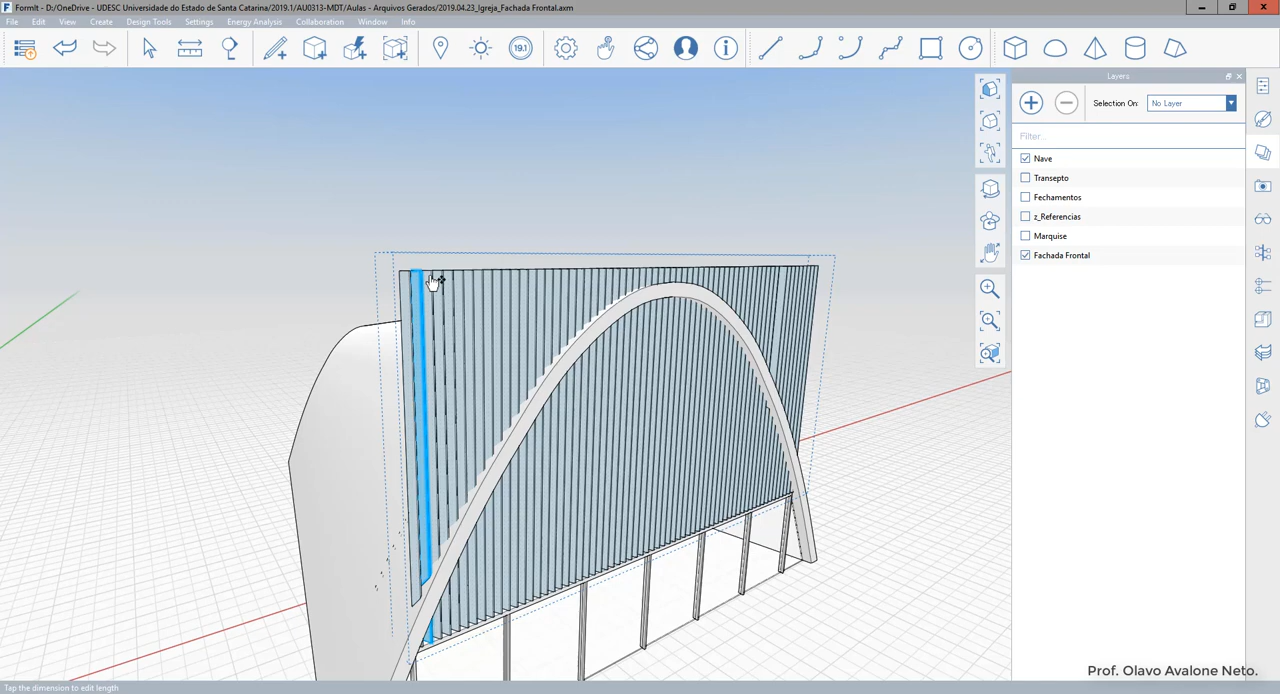 FormIt - D:/OneDrive - UDESC Universidade do Estado de Santa Catarina/2019.1/AU0313-MDT/Aulas - Arquivos Gerados/2019.04.23_Igreja_Fachada Frontal.axm
File Edit View Create Design Tools Settings Energy Analysis Collaboration Window Info
19.1
Layers
Selection On: No Layer
Filter...
Nave
Transepto
Fechamentos
z_Referencias
Marquise
Fachada Frontal
Prof. Olavo Avalone Neto.
Tap the dimension to edit length